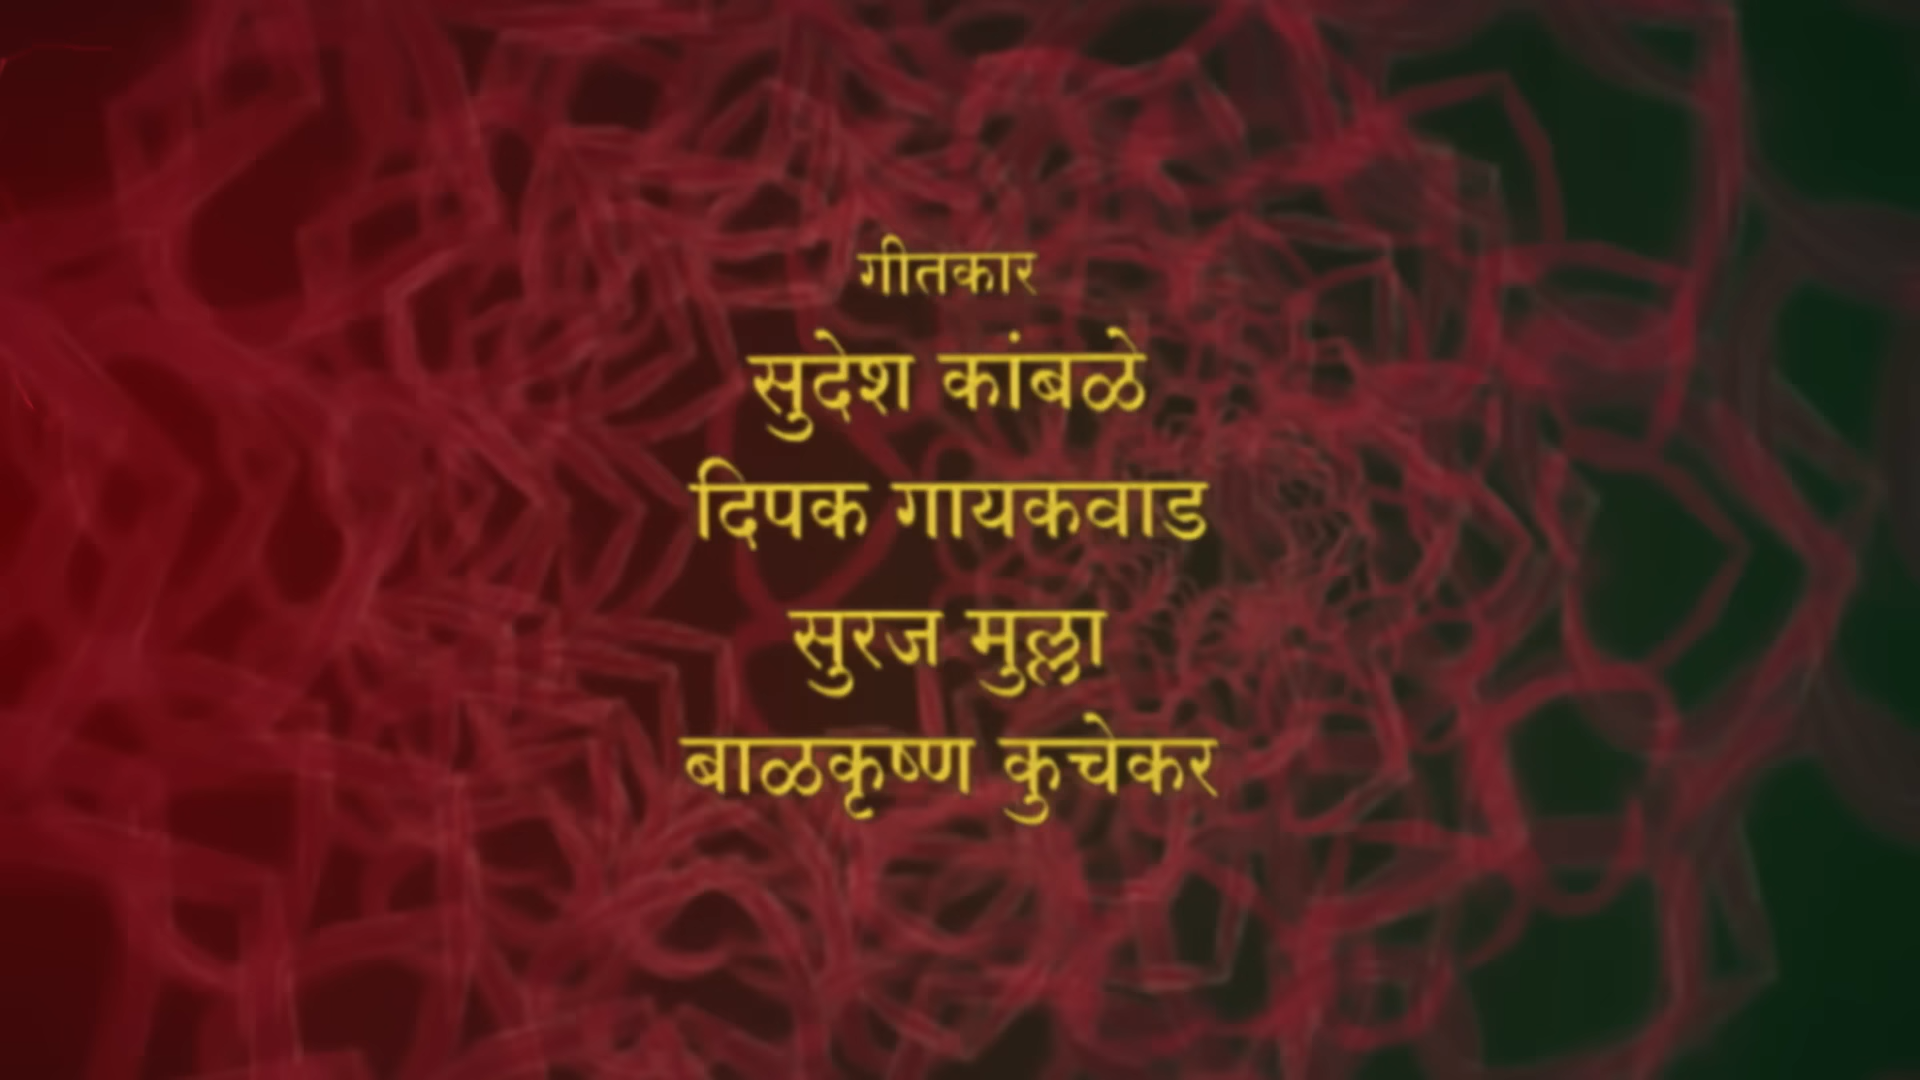 गीतकार
सुदेश कांबळे
दिपक गायकवाड
सुरज मुल्ला
बाळकृष्ण कुचेकर